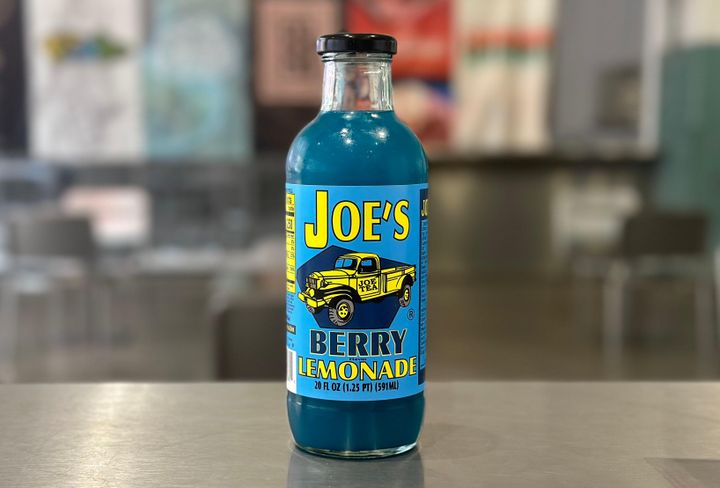 JOE'S
JOE
TEA
®
BERRY
LEMONADE
20 FL OZ (1.25 PT) (591ML)